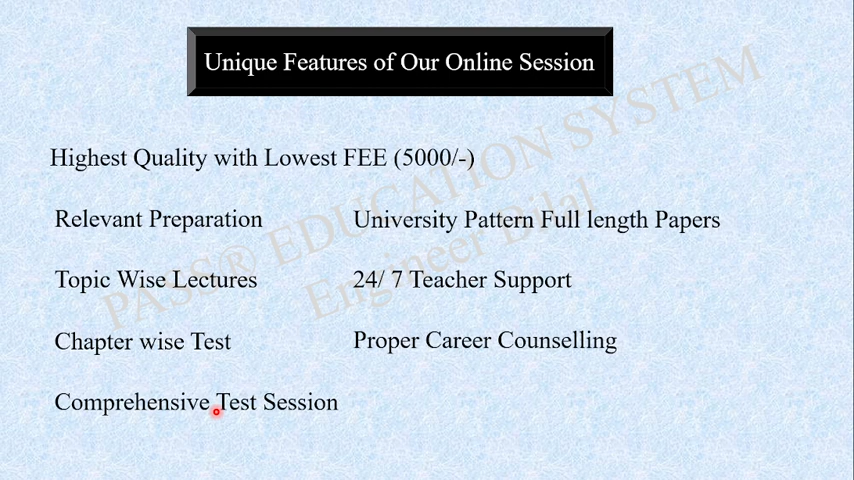 Unique Features of Our Online Session
Highest Quality with Lowest FEE (5000/-)
Relevant Preparation
University Pattern Full length Papers
Topic Wise Lectures
24/ 7 Teacher Support
Chapter wise Test
Proper Career Counselling
Comprehensive Test Session
PASS® EDUCATION SYSTEM
Engineer Bilal